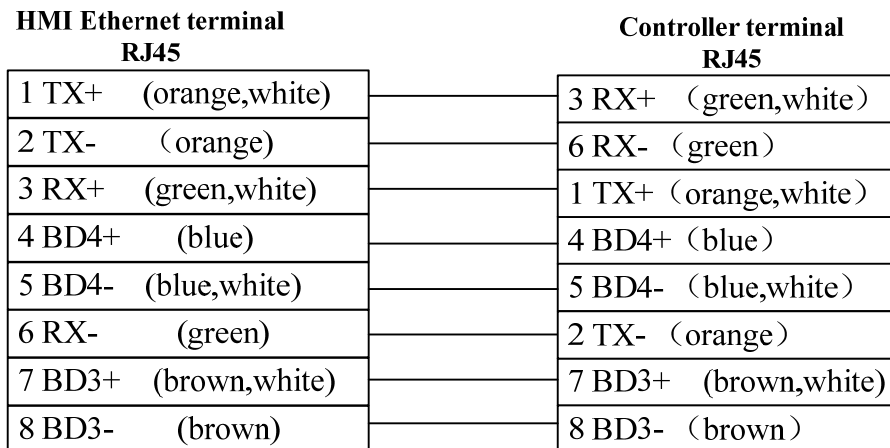 HMI Ethernet terminal
RJ45
1 TX+ (orange,white)
2 TX- （orange)
3 RX+ (green,white)
4 BD4+ (blue)
5 BD4- (blue,white)
6 RX- (green)
7 BD3+ (brown,white)
8 BD3- (brown)
Controller terminal
RJ45
3 RX+ （green,white）
6 RX- （green）
1 TX+（orange,white）
4 BD4+（blue）
5 BD4- （blue,white）
2 TX- （orange）
7 BD3+ （brown,white)
8 BD3-（brown）